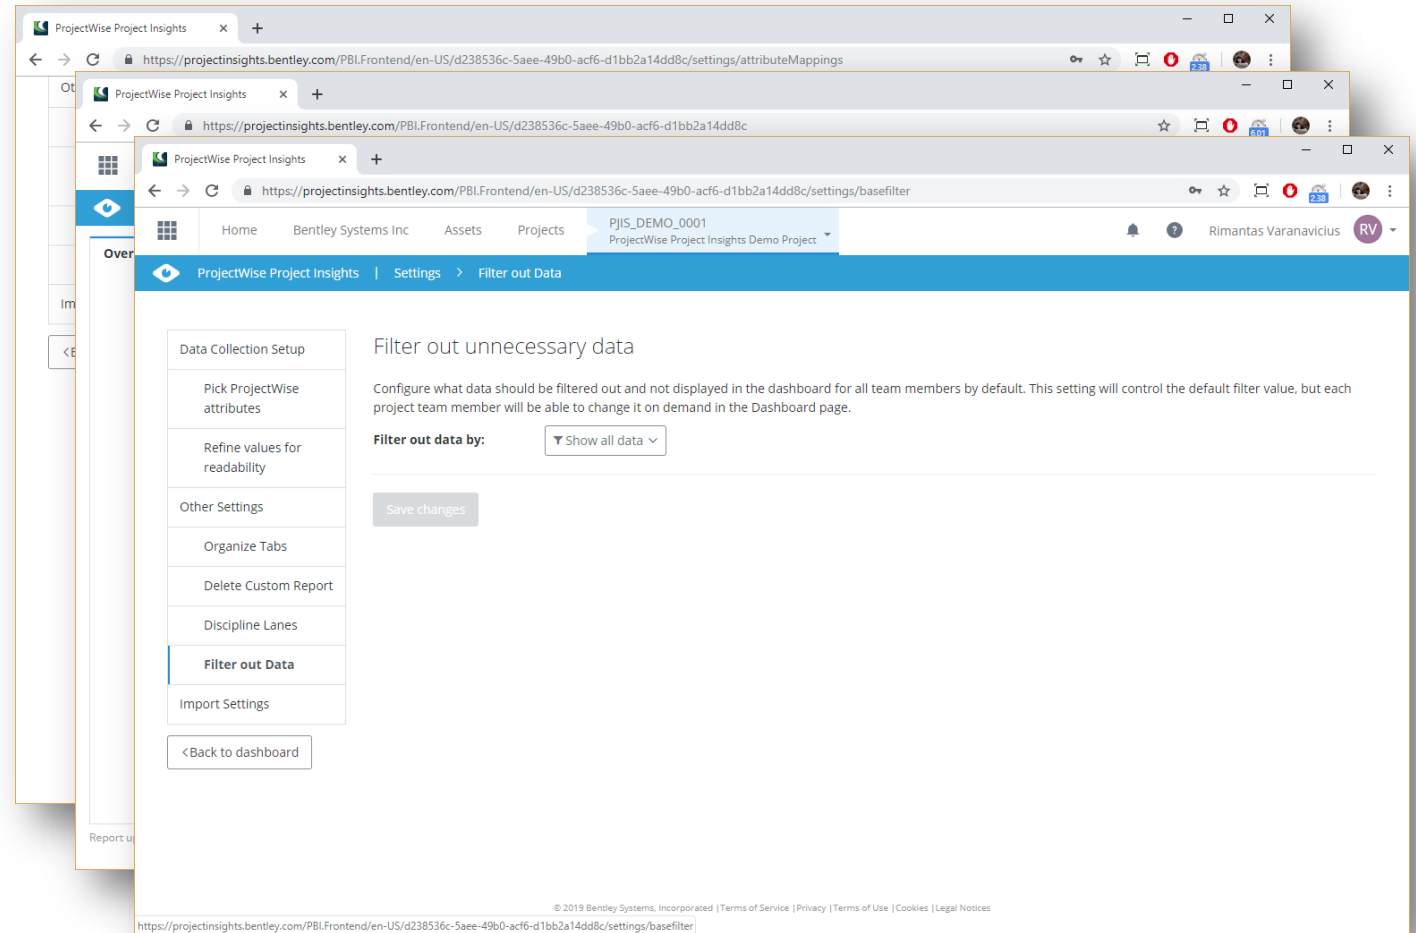 ProjectWise Project Insights
https://projectinsights.bentley.com/PBI.Frontend/en-US/d238536c-5aee-49b0-acf6-d1bb2a14dd8c/settings/attributeMappings
2.38
Ot
Im
<E
ProjectWise Project Insights
https://projectinsights.bentley.com/PBI.Frontend/en-US/d238536c-5aee-49b0-acf6-d1bb2a14dd8c
6.01
Over
Report u
ProjectWise Project Insights
https://projectinsights.bentley.com/PBI.Frontend/en-US/d238536c-5aee-49b0-acf6-d1bb2a14dd8c/settings/basefilter
2.38
Home Bentley Systems Inc Assets Projects
PJIS_DEMO_0001
ProjectWise Project Insights Demo Project
Rimantas Varanavicius RV
ProjectWise Project Insights | Settings > Filter out Data
Data Collection Setup
Pick ProjectWise
attributes
Refine values for
readability
Other Settings
Organize Tabs
Delete Custom Report
Discipline Lanes
Filter out Data
Import Settings
<Back to dashboard
Filter out unnecessary data
Configure what data should be filtered out and not displayed in the dashboard for all team members by default. This setting will control the default filter value, but each
project team member will be able to change it on demand in the Dashboard page.
Filter out data by: Show all data
Save changes
© 2019 Bentley Systems, Incorporated |Terms of Service |Privacy |Terms of Use |Cookies |Legal Notices
https://projectinsights.bentley.com/PBI.Frontend/en-US/d238536c-5aee-49b0-acf6-d1bb2a14dd8c/settings/basefilter